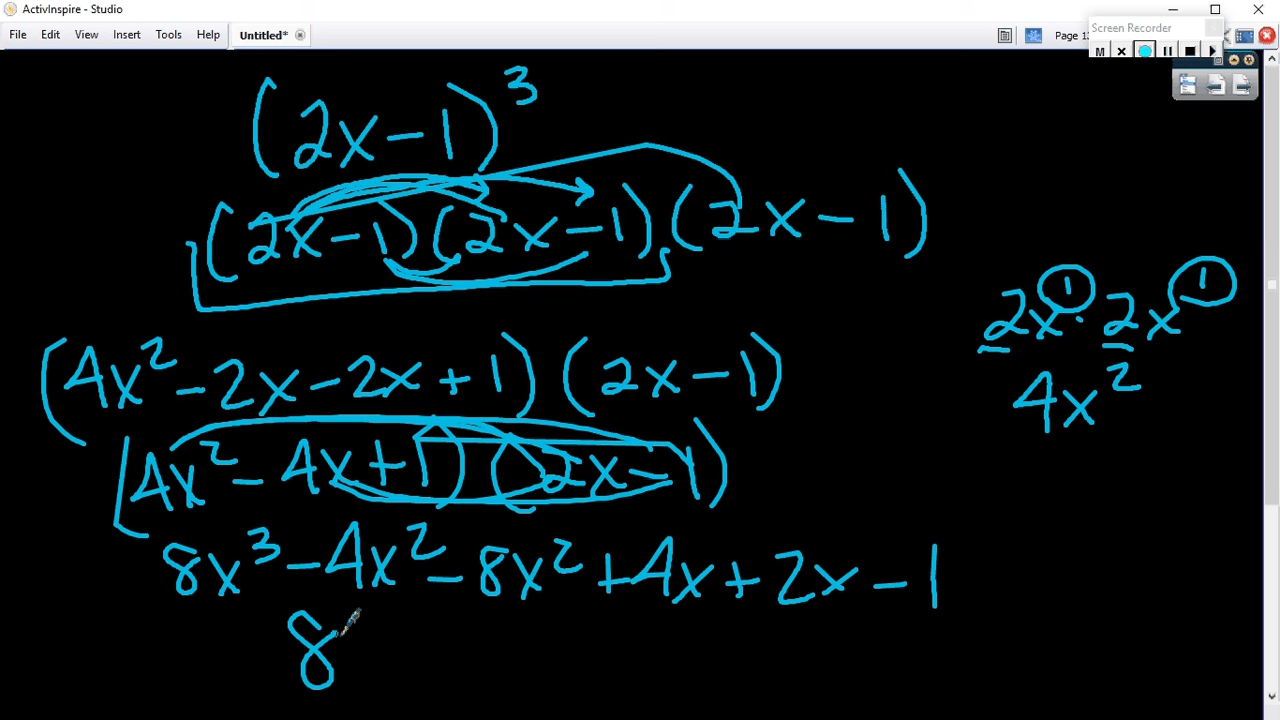 ActivInspire - Studio
File Edit View Insert Tools Help Untitled*
Screen Recorder
M
(2x-1)³
(2x-1)(2x-1)(2x-1)
2x¹·2x¹
4x²
(4x²-2x-2x+1)(2x-1)
(4x²-4x+1)(2x-1)
8x³-4x²-8x²+4x+2x-1
8